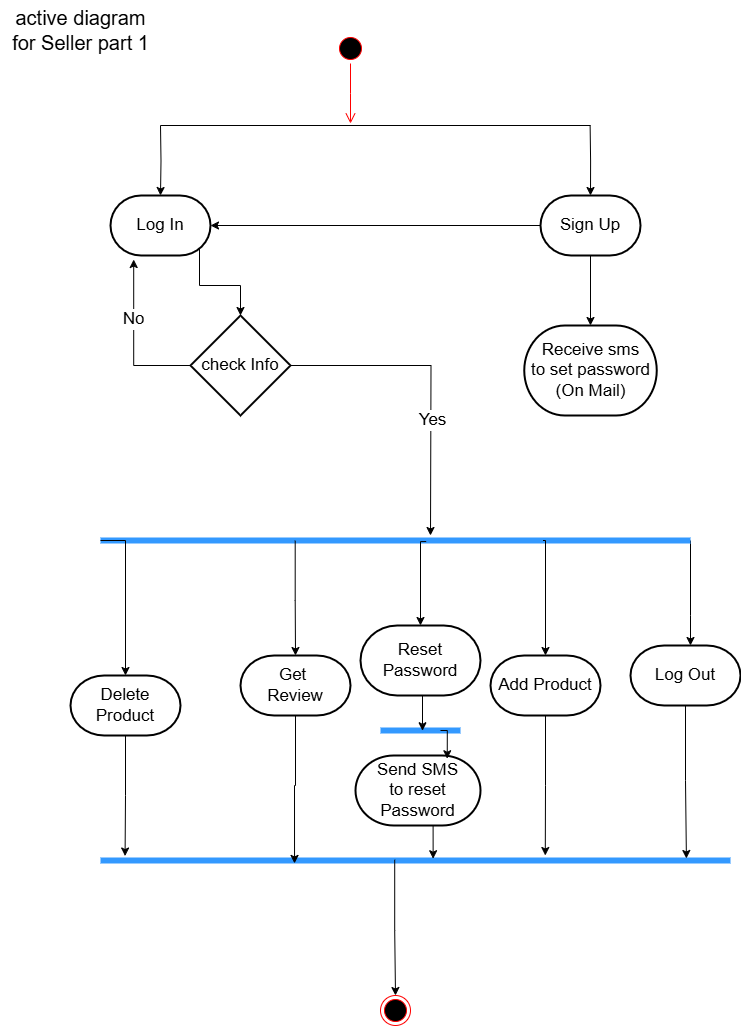 active diagram
for Seller part 1
Log In
Sign Up
No
check Info
Receive sms
to set password
(On Mail)
Yes
Delete
Product
Get
Review
Reset
Password
Add Product
Log Out
Send SMS
to reset
Password